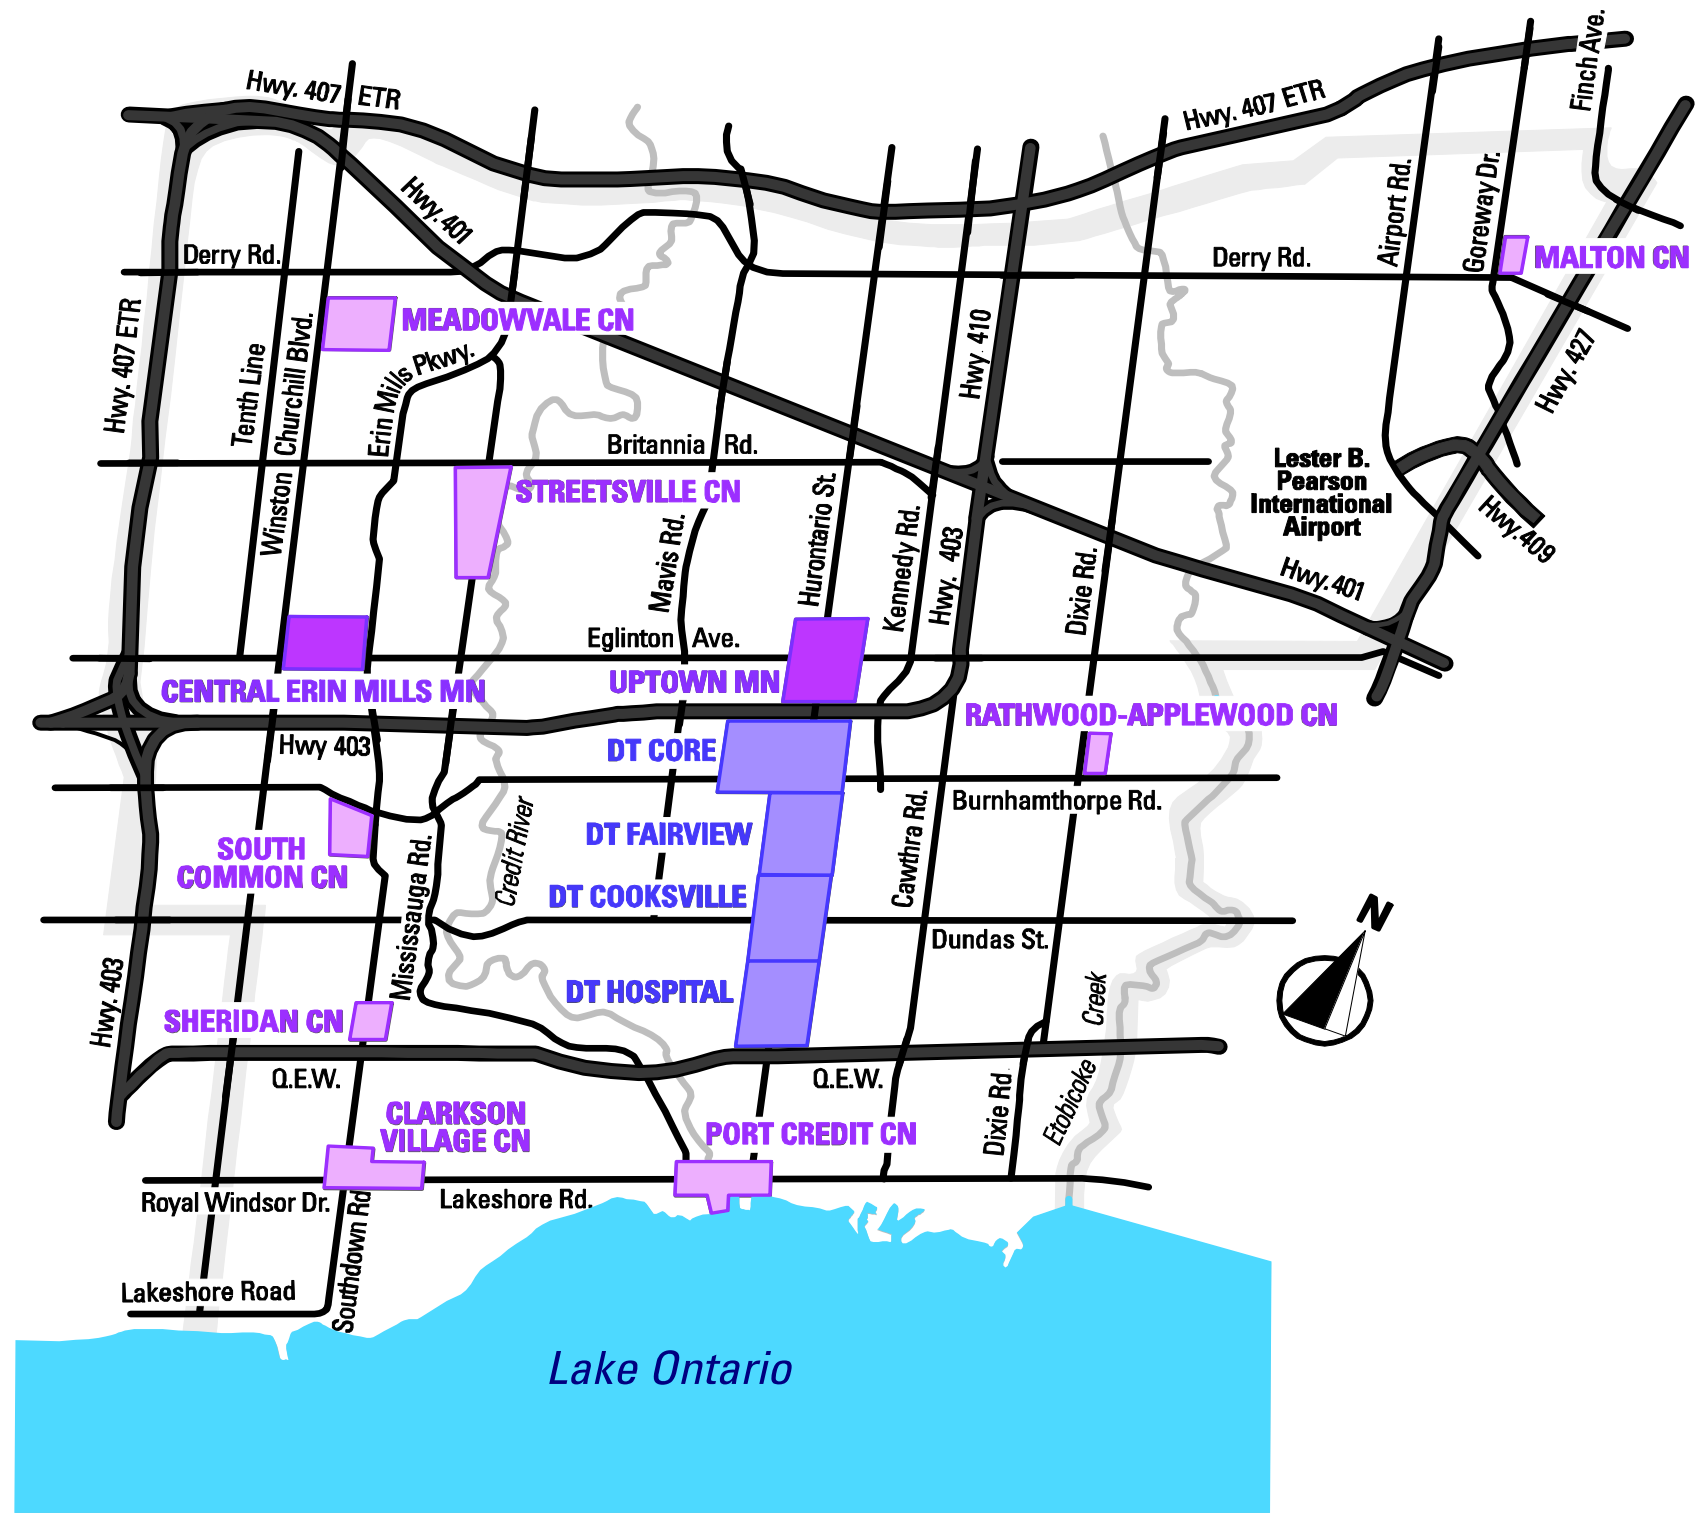 Finch Ave.
Hwy. 407 ETR
Hwy. 407 ETR
Hwy. 401
Derry Rd.
Derry Rd.
Airport Rd.
Goreway Dr.
MALTON CN
Hwy. 407 ETR
MEADOWVALE CN
Tenth Line
Winston Churchill Blvd.
Erin Mills Pkwy.
Hwy 410
Hwy. 427
Britannia Rd.
STREETSVILLE CN
Lester B.
Pearson
International
Airport
Hwy.409
Mavis Rd.
Hurontario St.
Kennedy Rd.
Hwy. 403
Dixie Rd.
Hwy.401
Eglinton Ave.
CENTRAL ERIN MILLS MN
UPTOWN MN
RATHWOOD-APPLEWOOD CN
Hwy 403
DT CORE
Burnhamthorpe Rd.
SOUTH
COMMON CN
Mississauga Rd.
Credit River
DT FAIRVIEW
DT COOKSVILLE
Cawthra Rd.
Dundas St.
N
Hwy. 403
SHERIDAN CN
DT HOSPITAL
Etobicoke Creek
Q.E.W.
Q.E.W.
CLARKSON
VILLAGE CN
PORT CREDIT CN
Dixie Rd.
Royal Windsor Dr.
Lakeshore Rd.
Southdown Rd.
Lakeshore Road
Lake Ontario